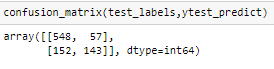 confusion_matrix(test_labels,ytest_predict)
array([[548, 57],
[152, 143]], dtype=int64)